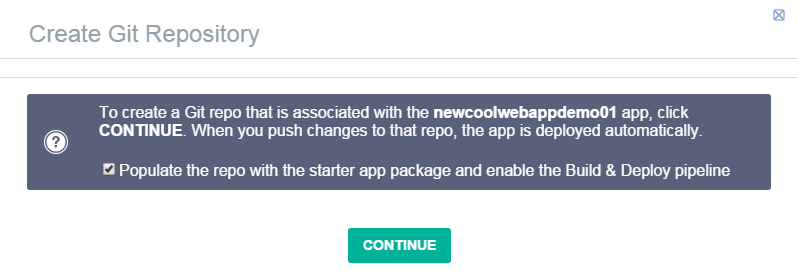 Create Git Repository
To create a Git repo that is associated with the newcoolwebappdemo01 app, click
CONTINUE. When you push changes to that repo, the app is deployed automatically.
?
Populate the repo with the starter app package and enable the Build & Deploy pipeline
CONTINUE